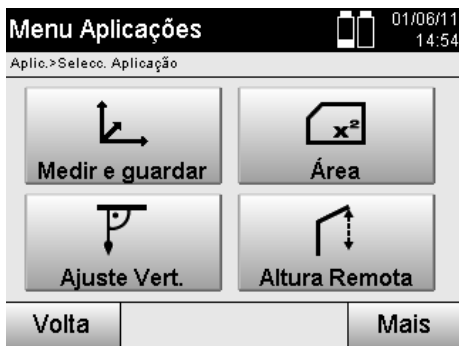 Menu Aplicações
01/06/11
14:54
Aplic.>Selecc. Aplicação
Medir e guardar
x²
Área
Ajuste Vert.
Altura Remota
Volta
Mais